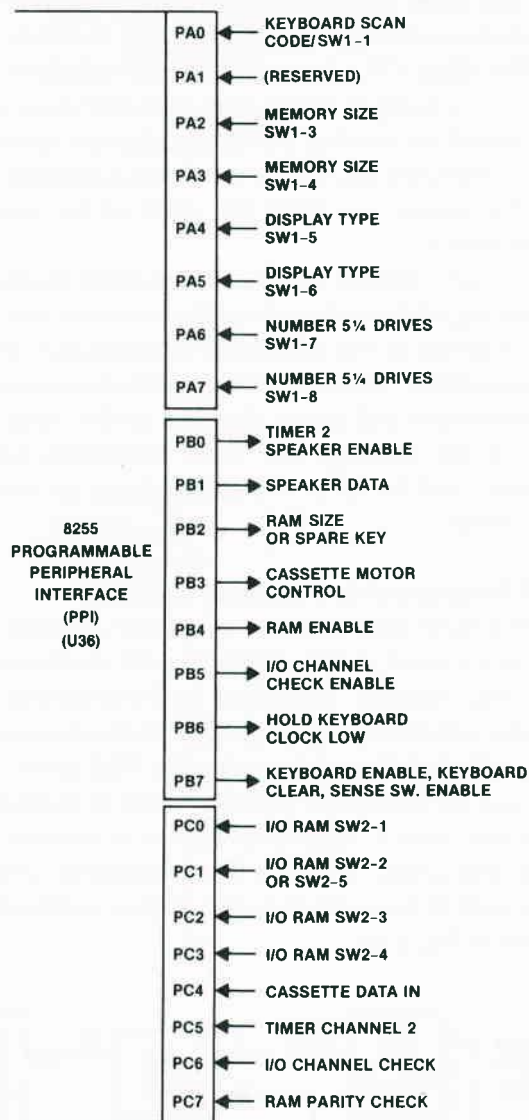 PA0 KEYBOARD SCAN
CODE/SW1-1
PA1 (RESERVED)
PA2 MEMORY SIZE
SW1-3
PA3 MEMORY SIZE
SW1-4
PA4 DISPLAY TYPE
SW1-5
PA5 DISPLAY TYPE
SW1-6
PA6 NUMBER 5¼ DRIVES
SW1-7
PA7 NUMBER 5¼ DRIVES
SW1-8
8255
PROGRAMMABLE
PERIPHERAL
INTERFACE
(PPI)
(U36)
PB0 TIMER 2
SPEAKER ENABLE
PB1 SPEAKER DATA
PB2 RAM SIZE
OR SPARE KEY
PB3 CASSETTE MOTOR
CONTROL
PB4 RAM ENABLE
PB5 I/O CHANNEL
CHECK ENABLE
PB6 HOLD KEYBOARD
CLOCK LOW
PB7 KEYBOARD ENABLE, KEYBOARD
CLEAR, SENSE SW. ENABLE
PC0 I/O RAM SW2-1
PC1 I/O RAM SW2-2
OR SW2-5
PC2 I/O RAM SW2-3
PC3 I/O RAM SW2-4
PC4 CASSETTE DATA IN
PC5 TIMER CHANNEL 2
PC6 I/O CHANNEL CHECK
PC7 RAM PARITY CHECK